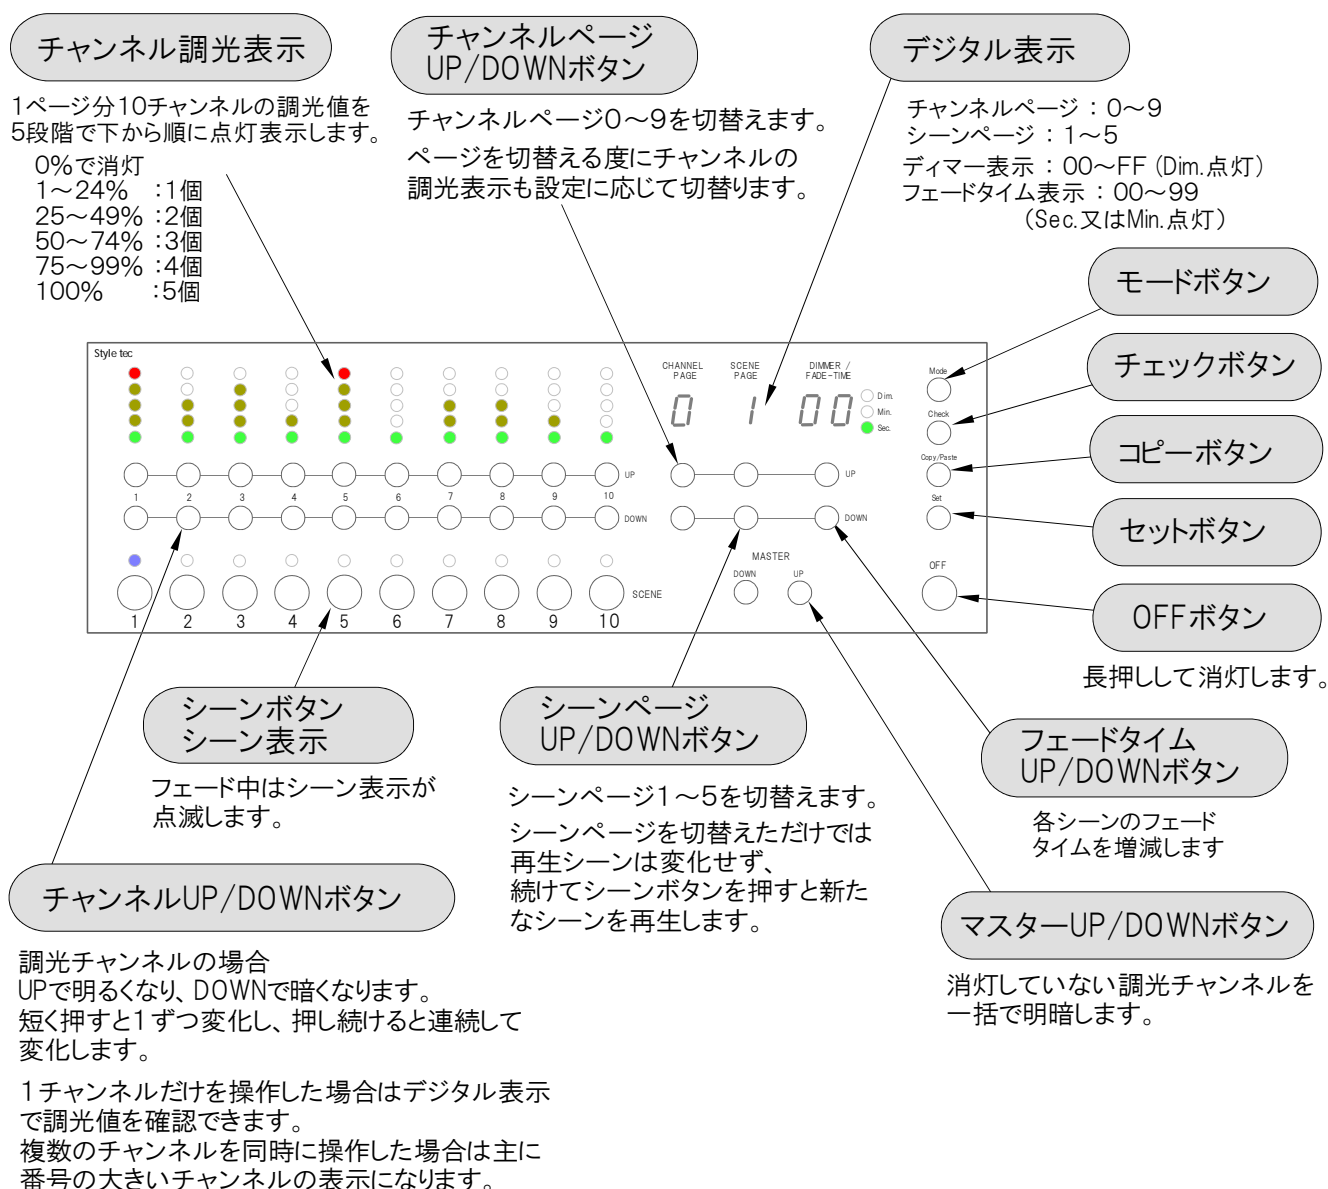 チャンネル調光表示
1ページ分10チャンネルの調光値を
5段階で下から順に点灯表示します。
0%で消灯
1～24% :1個
25～49% :2個
50～74% :3個
75～99% :4個
100% :5個
チャンネルページ
UP/DOWNボタン
チャンネルページ0～9を切替えます。
ページを切替える度にチャンネルの
調光表示も設定に応じて切替ります。
デジタル表示
チャンネルページ : 0～9
シーンページ : 1～5
ディマー表示 : 00～FF (Dim.点灯)
フェードタイム表示 : 00～99
(Sec.又はMin.点灯)
モードボタン
チェックボタン
コピーボタン
セットボタン
OFFボタン
長押しして消灯します。
Style tec
CHANNEL
PAGE
SCENE
PAGE
DIMMER /
FADE-TIME
0 1 00
Dim.
Min.
Sec.
Mode
Check
Copy/Paste
Set
OFF
UP
1 2 3 4 5 6 7 8 9 10
DOWN
UP
DOWN
MASTER
DOWN UP
SCENE
1 2 3 4 5 6 7 8 9 10
シーンボタン
シーン表示
フェード中はシーン表示が
点滅します。
シーンページ
UP/DOWNボタン
シーンページ1～5を切替えます。
シーンページを切替えただけでは
再生シーンは変化せず、
続けてシーンボタンを押すと新た
なシーンを再生します。
フェードタイム
UP/DOWNボタン
各シーンのフェード
タイムを増減します
マスターUP/DOWNボタン
消灯していない調光チャンネルを
一括で明暗します。
チャンネルUP/DOWNボタン
調光チャンネルの場合
UPで明るくなり、DOWNで暗くなります。
短く押すと1ずつ変化し、押し続けると連続して
変化します。
1チャンネルだけを操作した場合はデジタル表示
で調光値を確認できます。
複数のチャンネルを同時に操作した場合は主に
番号の大きいチャンネルの表示になります。